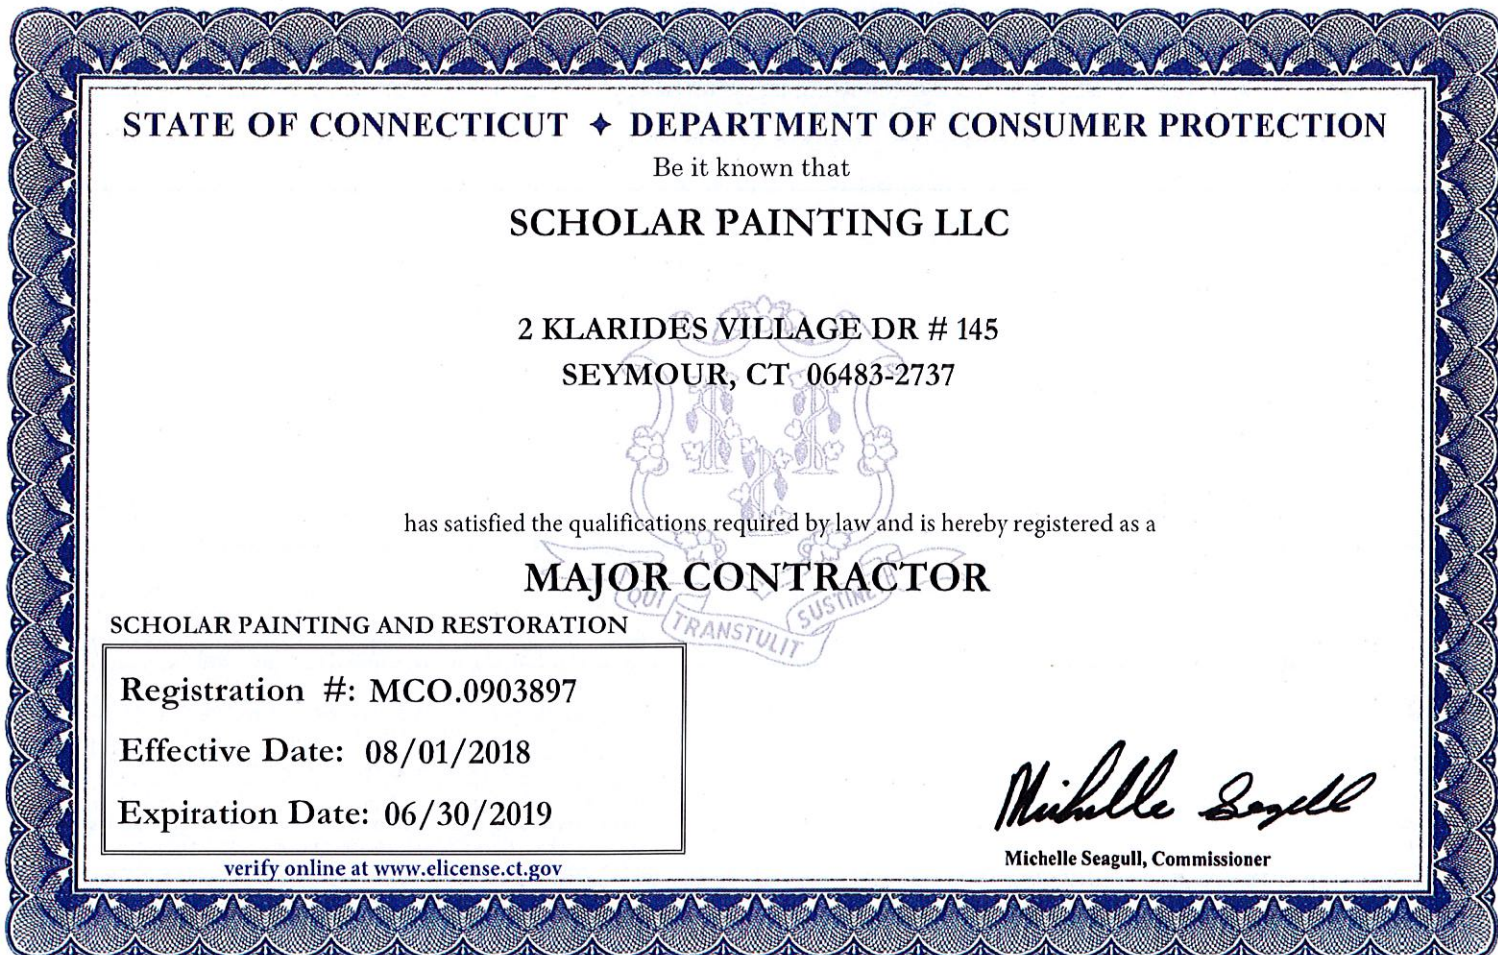 STATE OF CONNECTICUT ✦ DEPARTMENT OF CONSUMER PROTECTION
Be it known that
SCHOLAR PAINTING LLC
2 KLARIDES VILLAGE DR # 145
SEYMOUR, CT 06483-2737
has satisfied the qualifications required by law and is hereby registered as a
MAJOR CONTRACTOR
QUI TRANSTULIT SUSTINET
SCHOLAR PAINTING AND RESTORATION
Registration #: MCO.0903897
Effective Date: 08/01/2018
Expiration Date: 06/30/2019
verify online at www.elicense.ct.gov
Michelle Seagull
Michelle Seagull, Commissioner